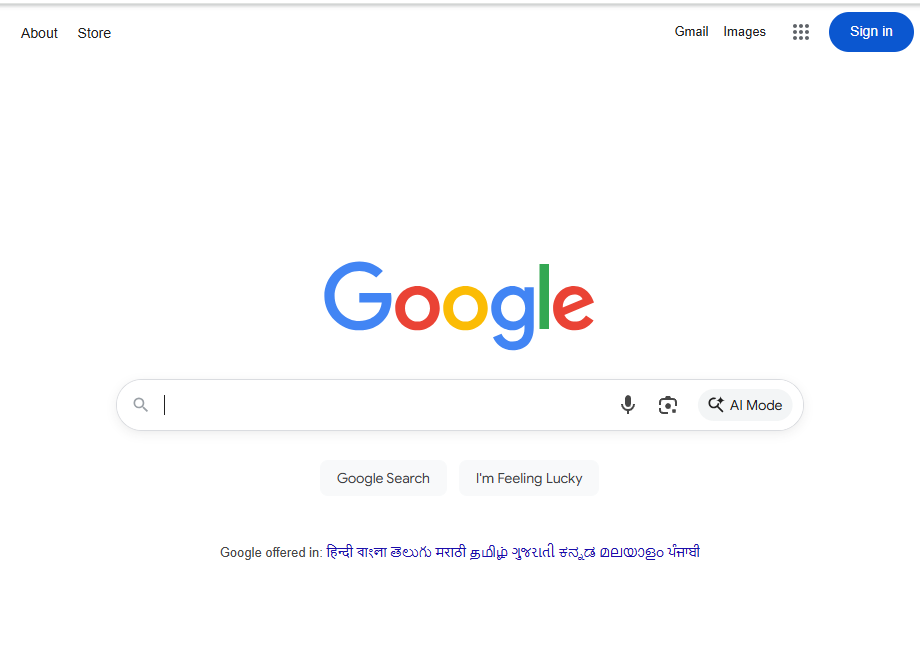 About Store Gmail Images Sign in
Google
AI Mode
Google Search I'm Feeling Lucky
Google offered in: हिन्दी বাংলা తెలుగు मराठी தமிழ் ગુજરાતી ಕನ್ನಡ മലയാളം ਪੰਜਾਬੀ